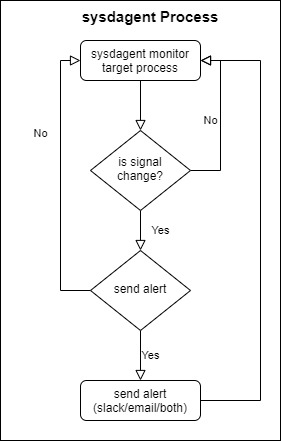 sysdagent Process
sysdagent monitor
target process
No
No
is signal
change?
Yes
send alert
Yes
send alert
(slack/email/both)